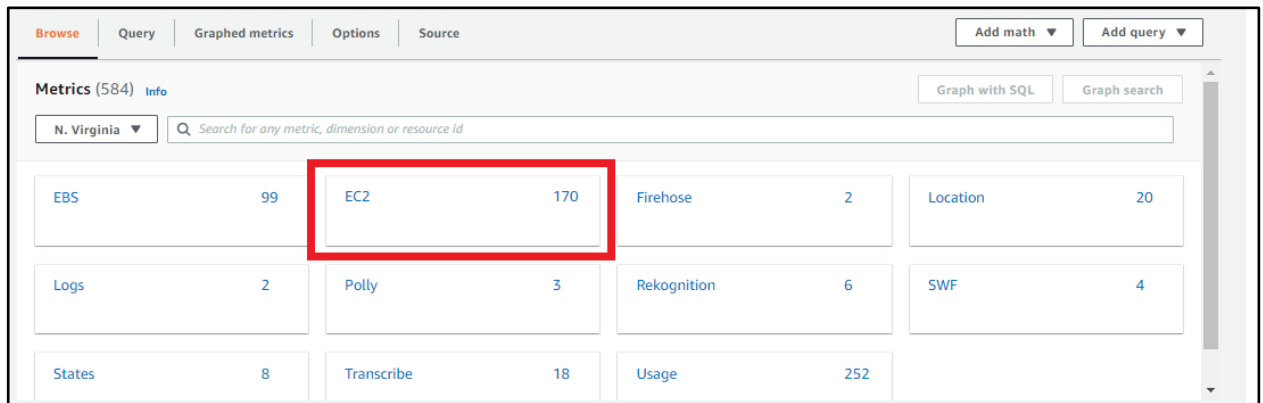 Browse Query Graphed metrics Options Source Add math ▼ Add query ▼
Metrics (584) Info Graph with SQL Graph search
N. Virginia ▼ Search for any metric, dimension or resource id
EBS 99 EC2 170 Firehose 2 Location 20
Logs 2 Polly 3 Rekognition 6 SWF 4
States 8 Transcribe 18 Usage 252